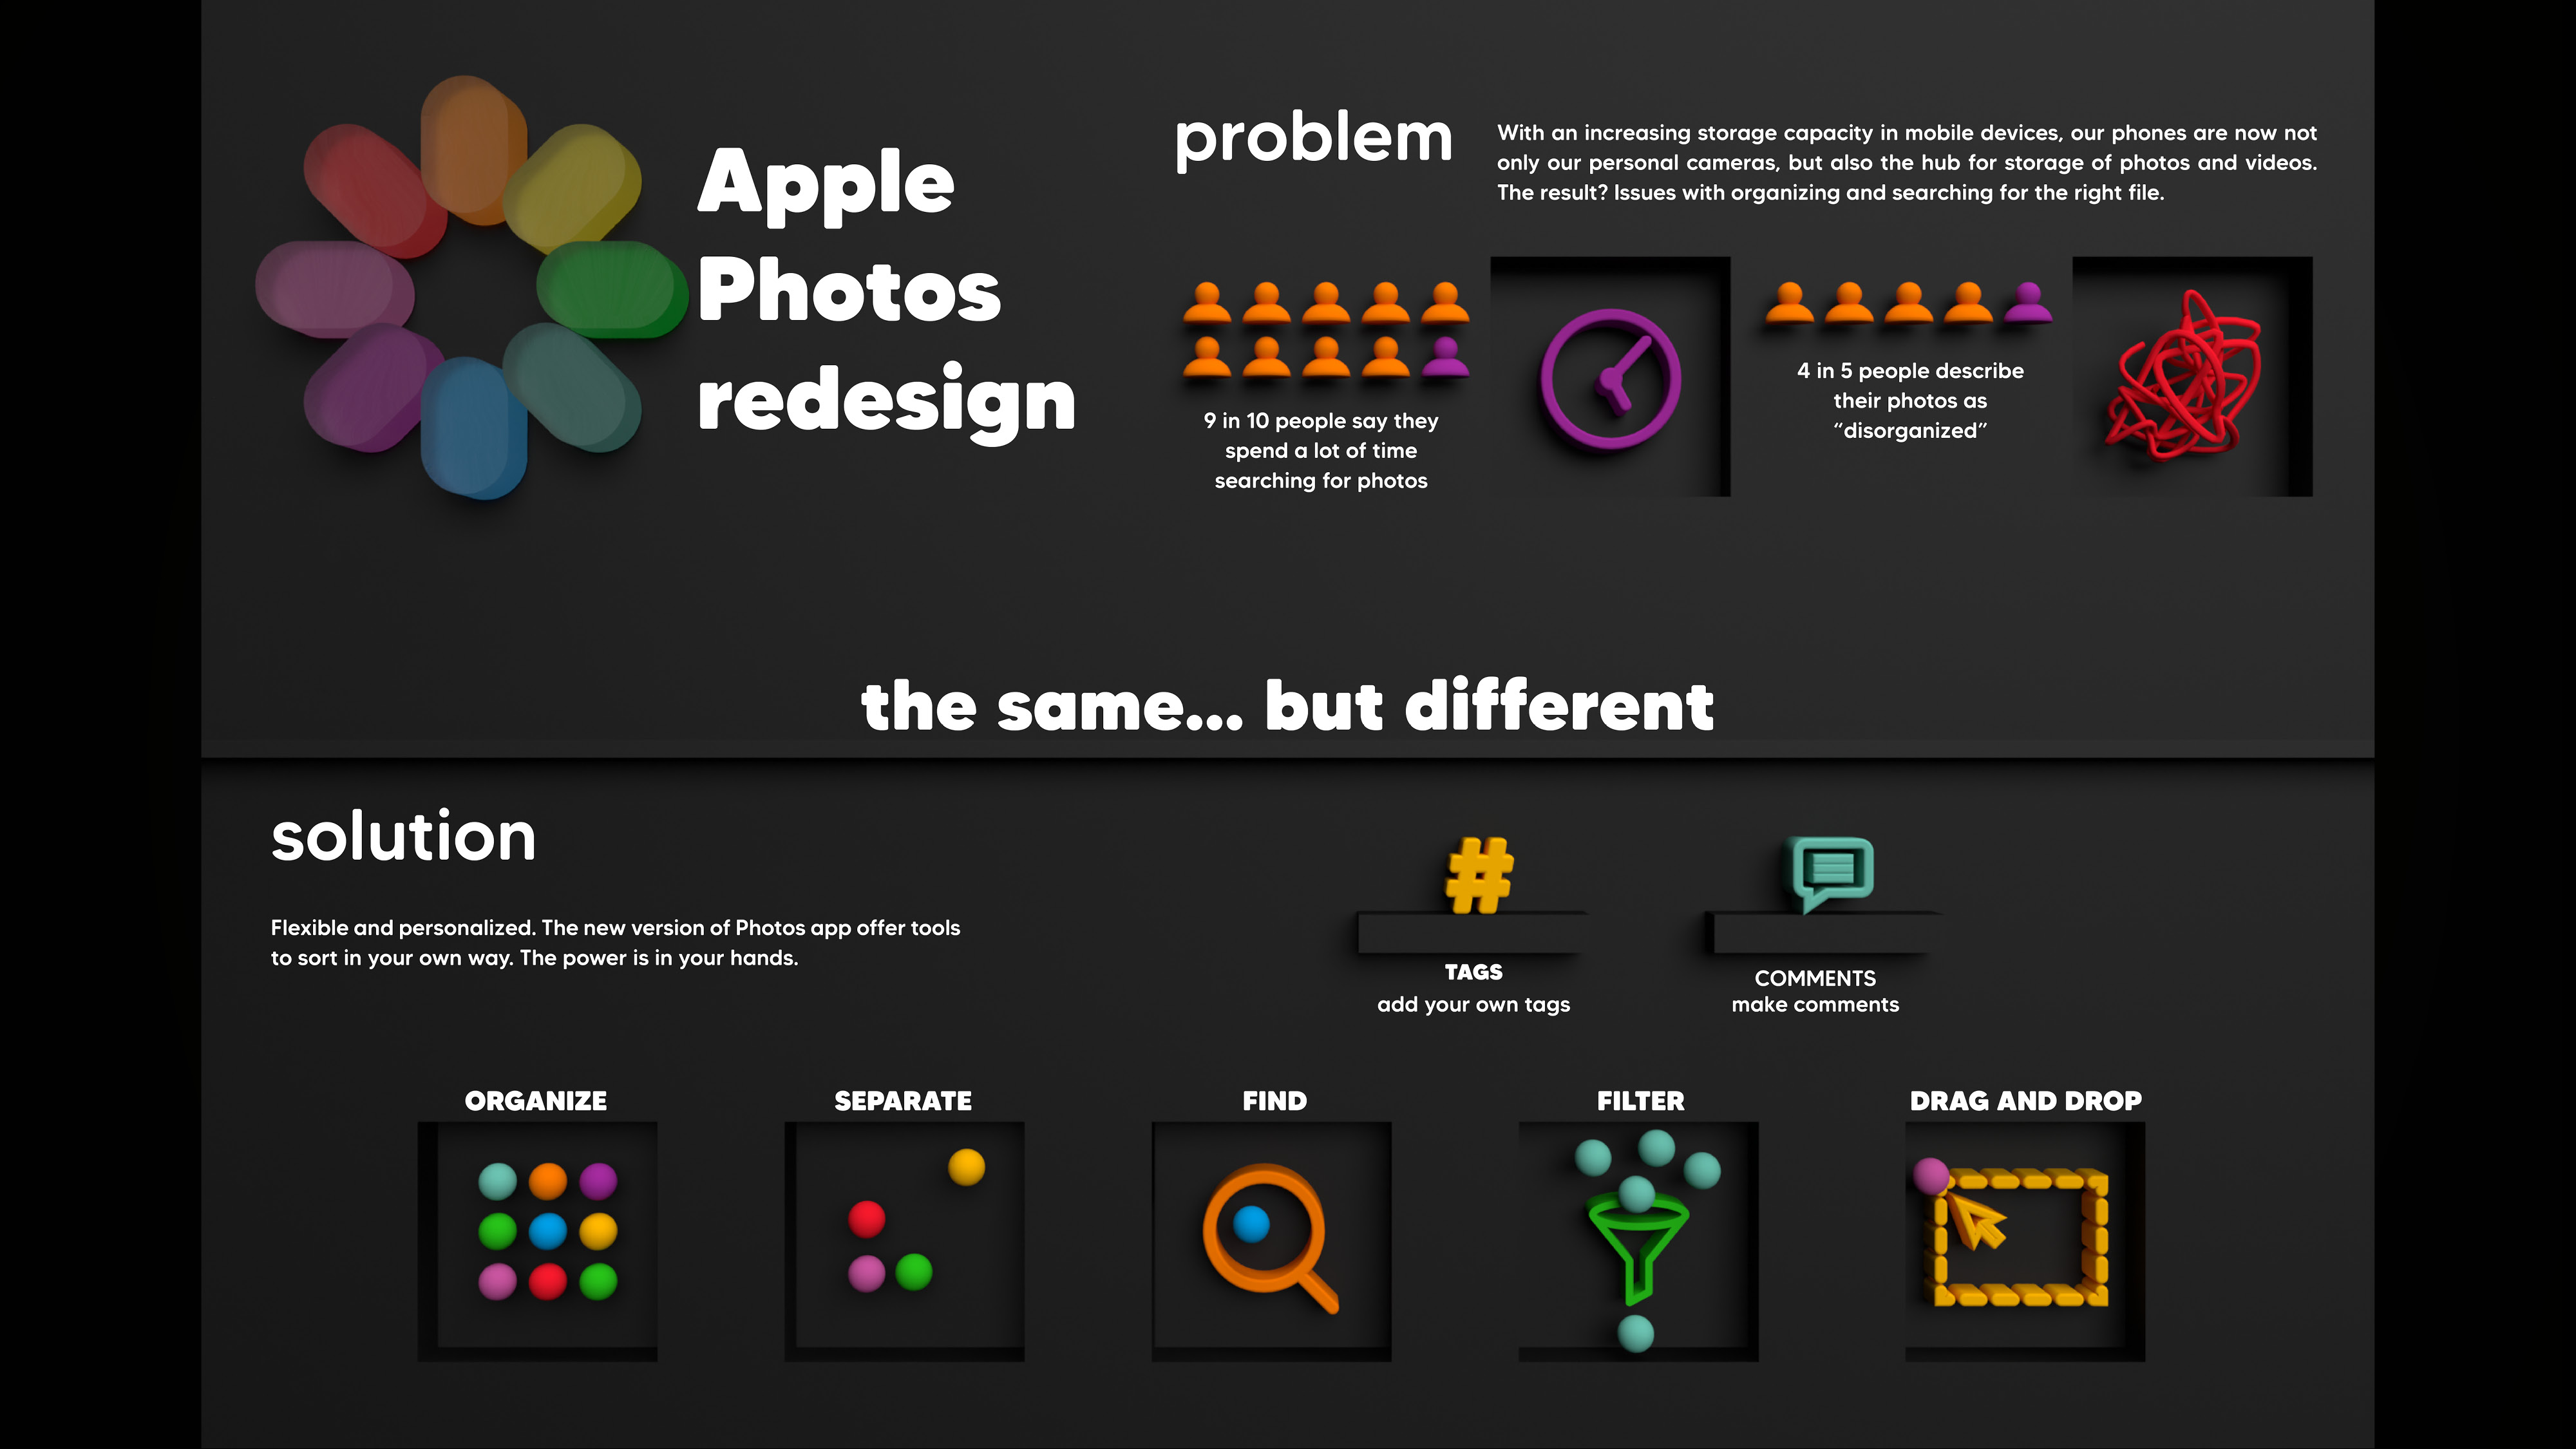 Apple
Photos
redesign
problem
With an increasing storage capacity in mobile devices, our phones are now not
only our personal cameras, but also the hub for storage of photos and videos.
The result? Issues with organizing and searching for the right file.
9 in 10 people say they
spend a lot of time
searching for photos
4 in 5 people describe
their photos as
“disorganized”
the same... but different
solution
Flexible and personalized. The new version of Photos app offer tools
to sort in your own way. The power is in your hands.
#
TAGS
add your own tags
COMMENTS
make comments
ORGANIZE
SEPARATE
FIND
FILTER
DRAG AND DROP